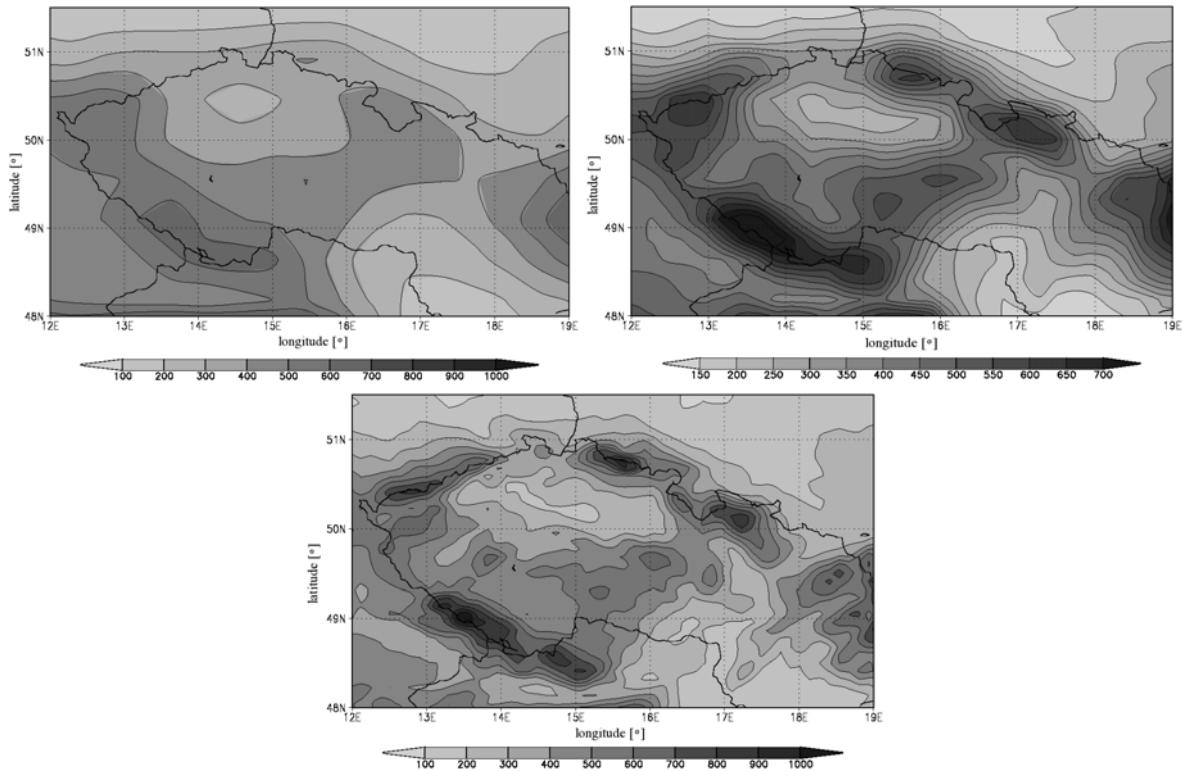 51N
50N
49N
48N
latitude [°]
12E 13E 14E 15E 16E 17E 18E 19E
longitude [°]
100 200 300 400 500 600 700 800 900 1000
51N
50N
49N
48N
latitude [°]
12E 13E 14E 15E 16E 17E 18E 19E
longitude [°]
150 200 250 300 350 400 450 500 550 600 650 700
51N
50N
49N
48N
latitude [°]
12E 13E 14E 15E 16E 17E 18E 19E
longitude [°]
100 200 300 400 500 600 700 800 900 1000